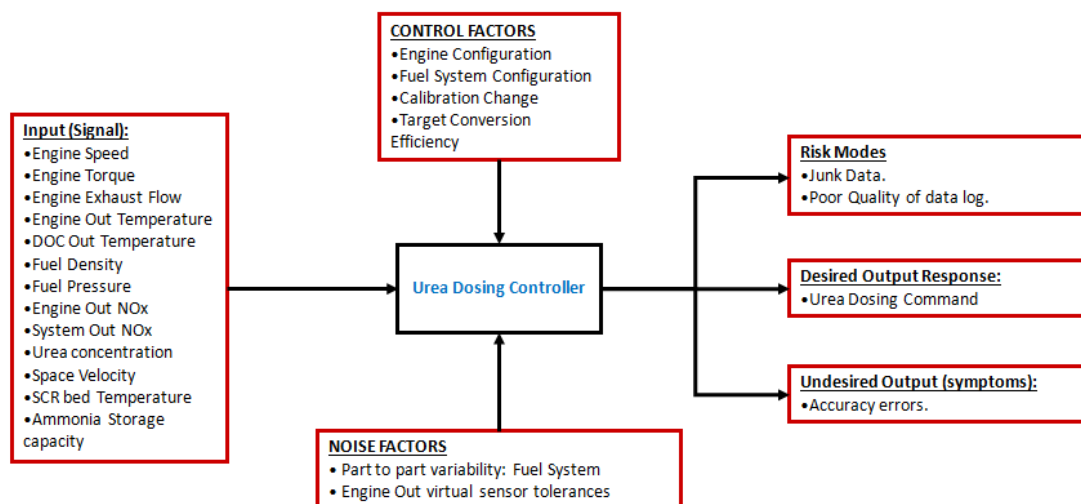 CONTROL FACTORS
•Engine Configuration
•Fuel System Configuration
•Calibration Change
•Target Conversion
Efficiency
Input (Signal):
•Engine Speed
•Engine Torque
•Engine Exhaust Flow
•Engine Out Temperature
•DOC Out Temperature
•Fuel Density
•Fuel Pressure
•Engine Out NOx
•System Out NOx
•Urea concentration
•Space Velocity
•SCR bed Temperature
•Ammonia Storage
capacity
Urea Dosing Controller
Risk Modes
•Junk Data.
•Poor Quality of data log.
Desired Output Response:
•Urea Dosing Command
Undesired Output (symptoms):
•Accuracy errors.
NOISE FACTORS
• Part to part variability: Fuel System
• Engine Out virtual sensor tolerances